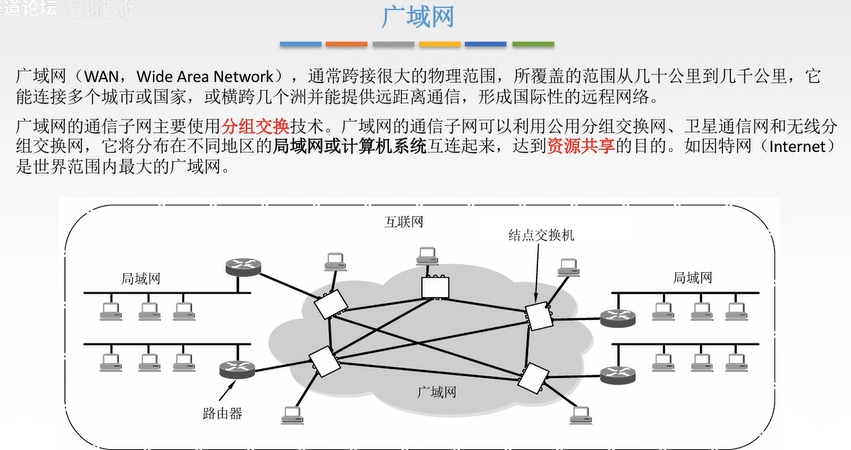 道论坛
广域网
广域网（WAN，Wide Area Network），通常跨接很大的物理范围，所覆盖的范围从几十公里到几千公里，它
能连接多个城市或国家，或横跨几个洲并能提供远距离通信，形成国际性的远程网络。
广域网的通信子网主要使用分组交换技术。广域网的通信子网可以利用公用分组交换网、卫星通信网和无线分
组交换网，它将分布在不同地区的局域网或计算机系统互连起来，达到资源共享的目的。如因特网（Internet）
是世界范围内最大的广域网。
互联网
结点交换机
局域网
局域网
广域网
路由器